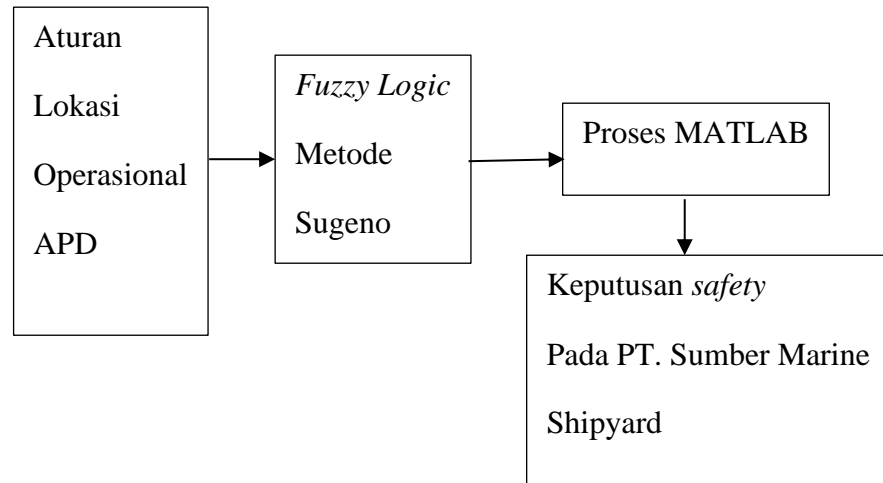 Aturan
Lokasi
Operasional
APD
Fuzzy Logic
Metode
Sugeno
Proses MATLAB
Keputusan safety
Pada PT. Sumber Marine
Shipyard